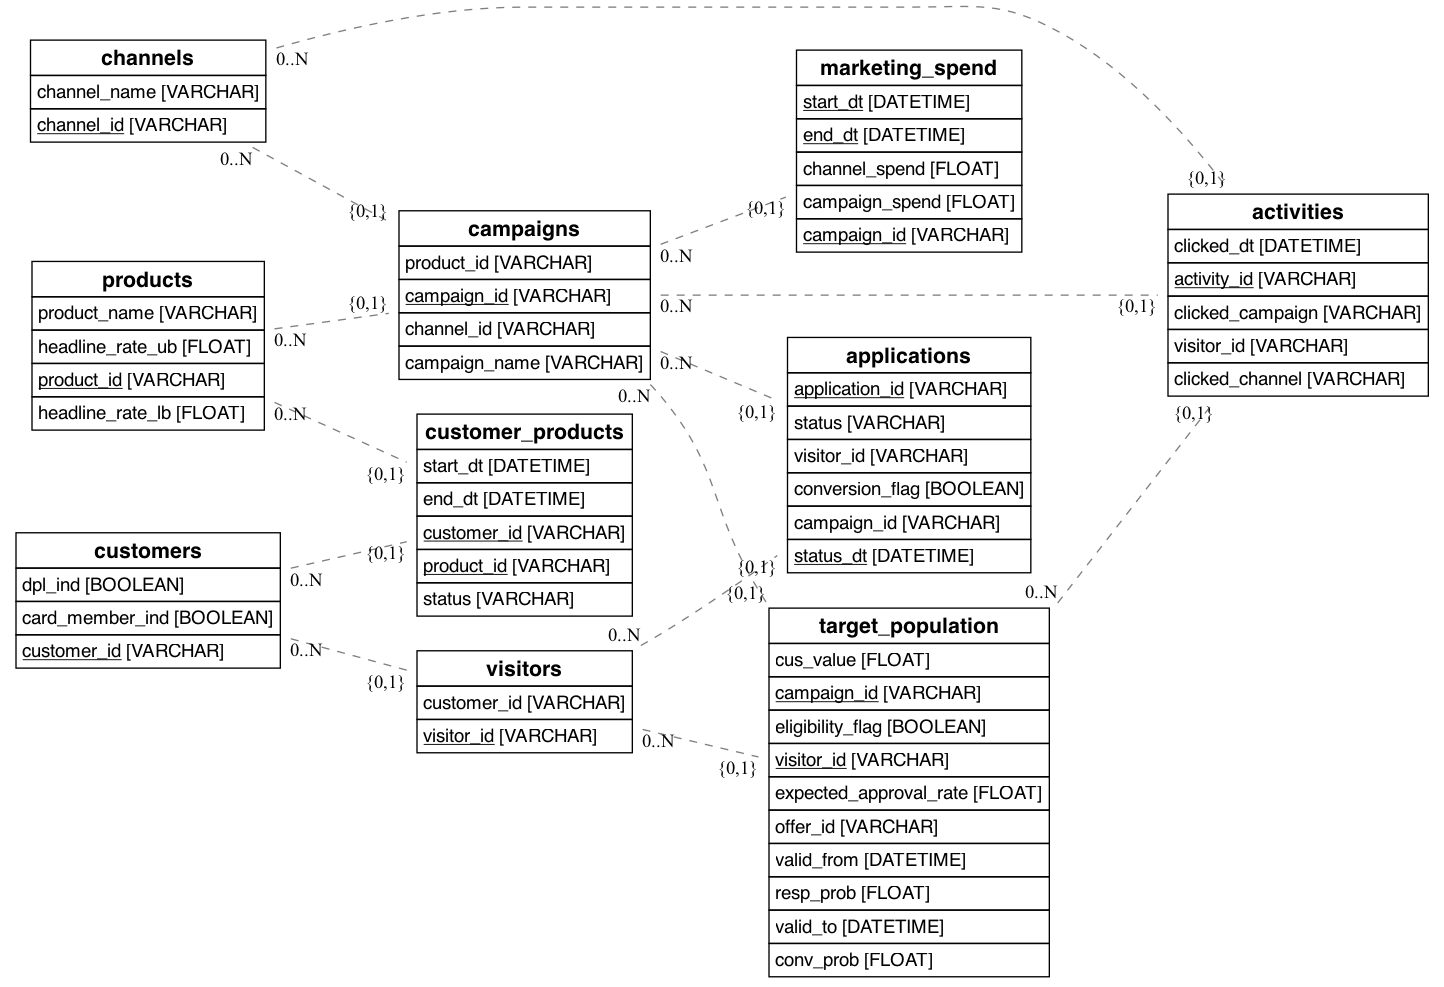 channels
channel_name [VARCHAR]
channel_id [VARCHAR]
0..N
0..N
{0,1}
products
product_name [VARCHAR]
headline_rate_ub [FLOAT]
product_id [VARCHAR]
headline_rate_lb [FLOAT]
0..N
{0,1}
0..N
{0,1}
campaigns
product_id [VARCHAR]
campaign_id [VARCHAR]
channel_id [VARCHAR]
campaign_name [VARCHAR]
0..N
{0,1}
0..N
{0,1}
0..N
{0,1}
0..N
{0,1}
marketing_spend
start_dt [DATETIME]
end_dt [DATETIME]
channel_spend [FLOAT]
campaign_spend [FLOAT]
campaign_id [VARCHAR]
{0,1}
activities
clicked_dt [DATETIME]
activity_id [VARCHAR]
clicked_campaign [VARCHAR]
visitor_id [VARCHAR]
clicked_channel [VARCHAR]
{0,1}
customer_products
start_dt [DATETIME]
end_dt [DATETIME]
customer_id [VARCHAR]
product_id [VARCHAR]
status [VARCHAR]
applications
application_id [VARCHAR]
status [VARCHAR]
visitor_id [VARCHAR]
conversion_flag [BOOLEAN]
campaign_id [VARCHAR]
status_dt [DATETIME]
customers
dpl_ind [BOOLEAN]
card_member_ind [BOOLEAN]
customer_id [VARCHAR]
0..N
{0,1}
0..N
{0,1}
visitors
customer_id [VARCHAR]
visitor_id [VARCHAR]
0..N
{0,1}
0..N
{0,1}
0..N
target_population
cus_value [FLOAT]
campaign_id [VARCHAR]
eligibility_flag [BOOLEAN]
visitor_id [VARCHAR]
expected_approval_rate [FLOAT]
offer_id [VARCHAR]
valid_from [DATETIME]
resp_prob [FLOAT]
valid_to [DATETIME]
conv_prob [FLOAT]